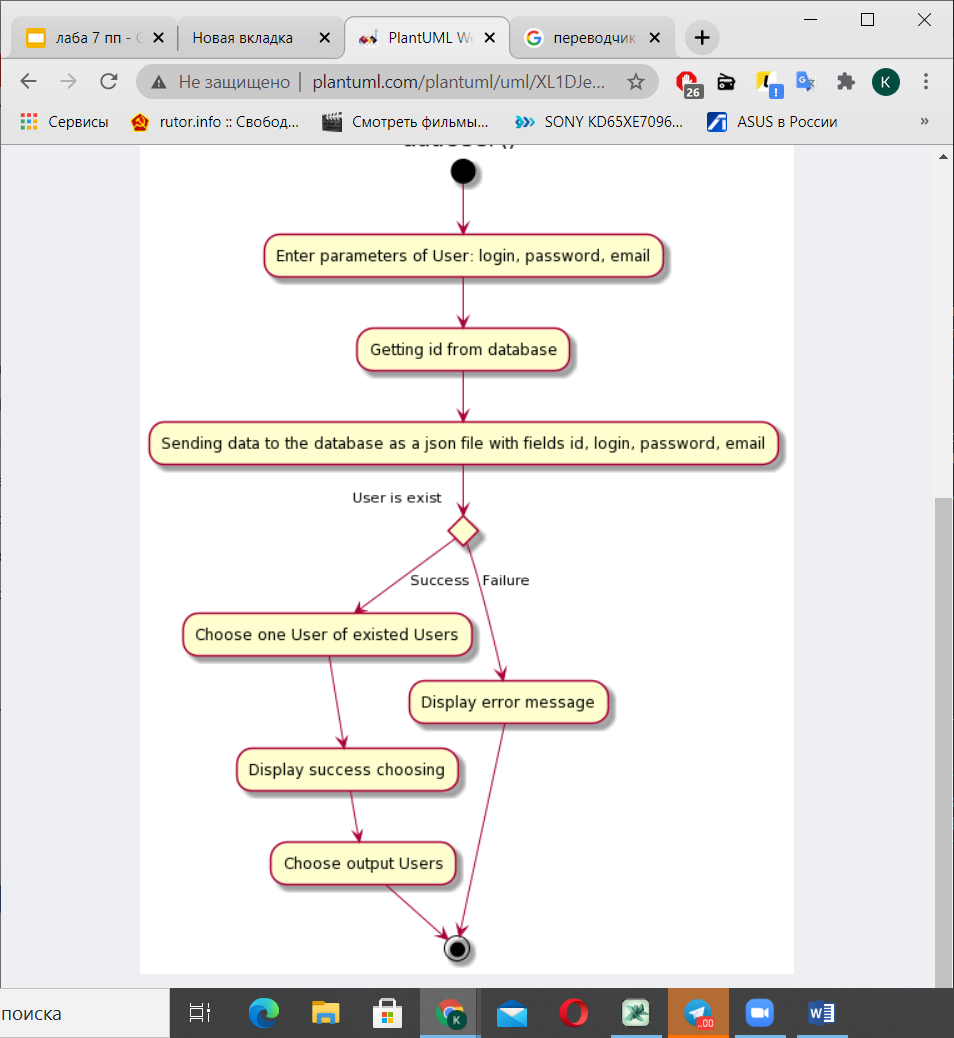 лаба 7 пп - G
Новая вкладка
PlantUML We
переводчик
Не защищено
plantuml.com/plantuml/uml/XL1DJe...
26
K
Сервисы
rutor.info :: Свобод...
Смотреть фильмы...
SONY KD65XE7096...
ASUS в России
»
Enter parameters of User: login, password, email
Getting id from database
Sending data to the database as a json file with fields id, login, password, email
User is exist
Success
Failure
Choose one User of existed Users
Display error message
Display success choosing
Choose output Users
поиска
K
..00